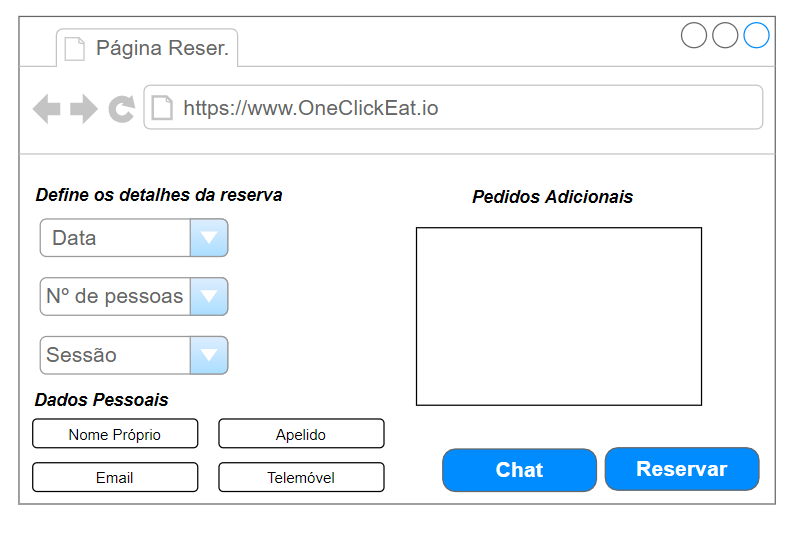 Página Reser.
https://www.OneClickEat.io
Define os detalhes da reserva
Data
Nº de pessoas
Sessão
Dados Pessoais
Nome Próprio
Apelido
Email
Telemóvel
Pedidos Adicionais
Chat
Reservar